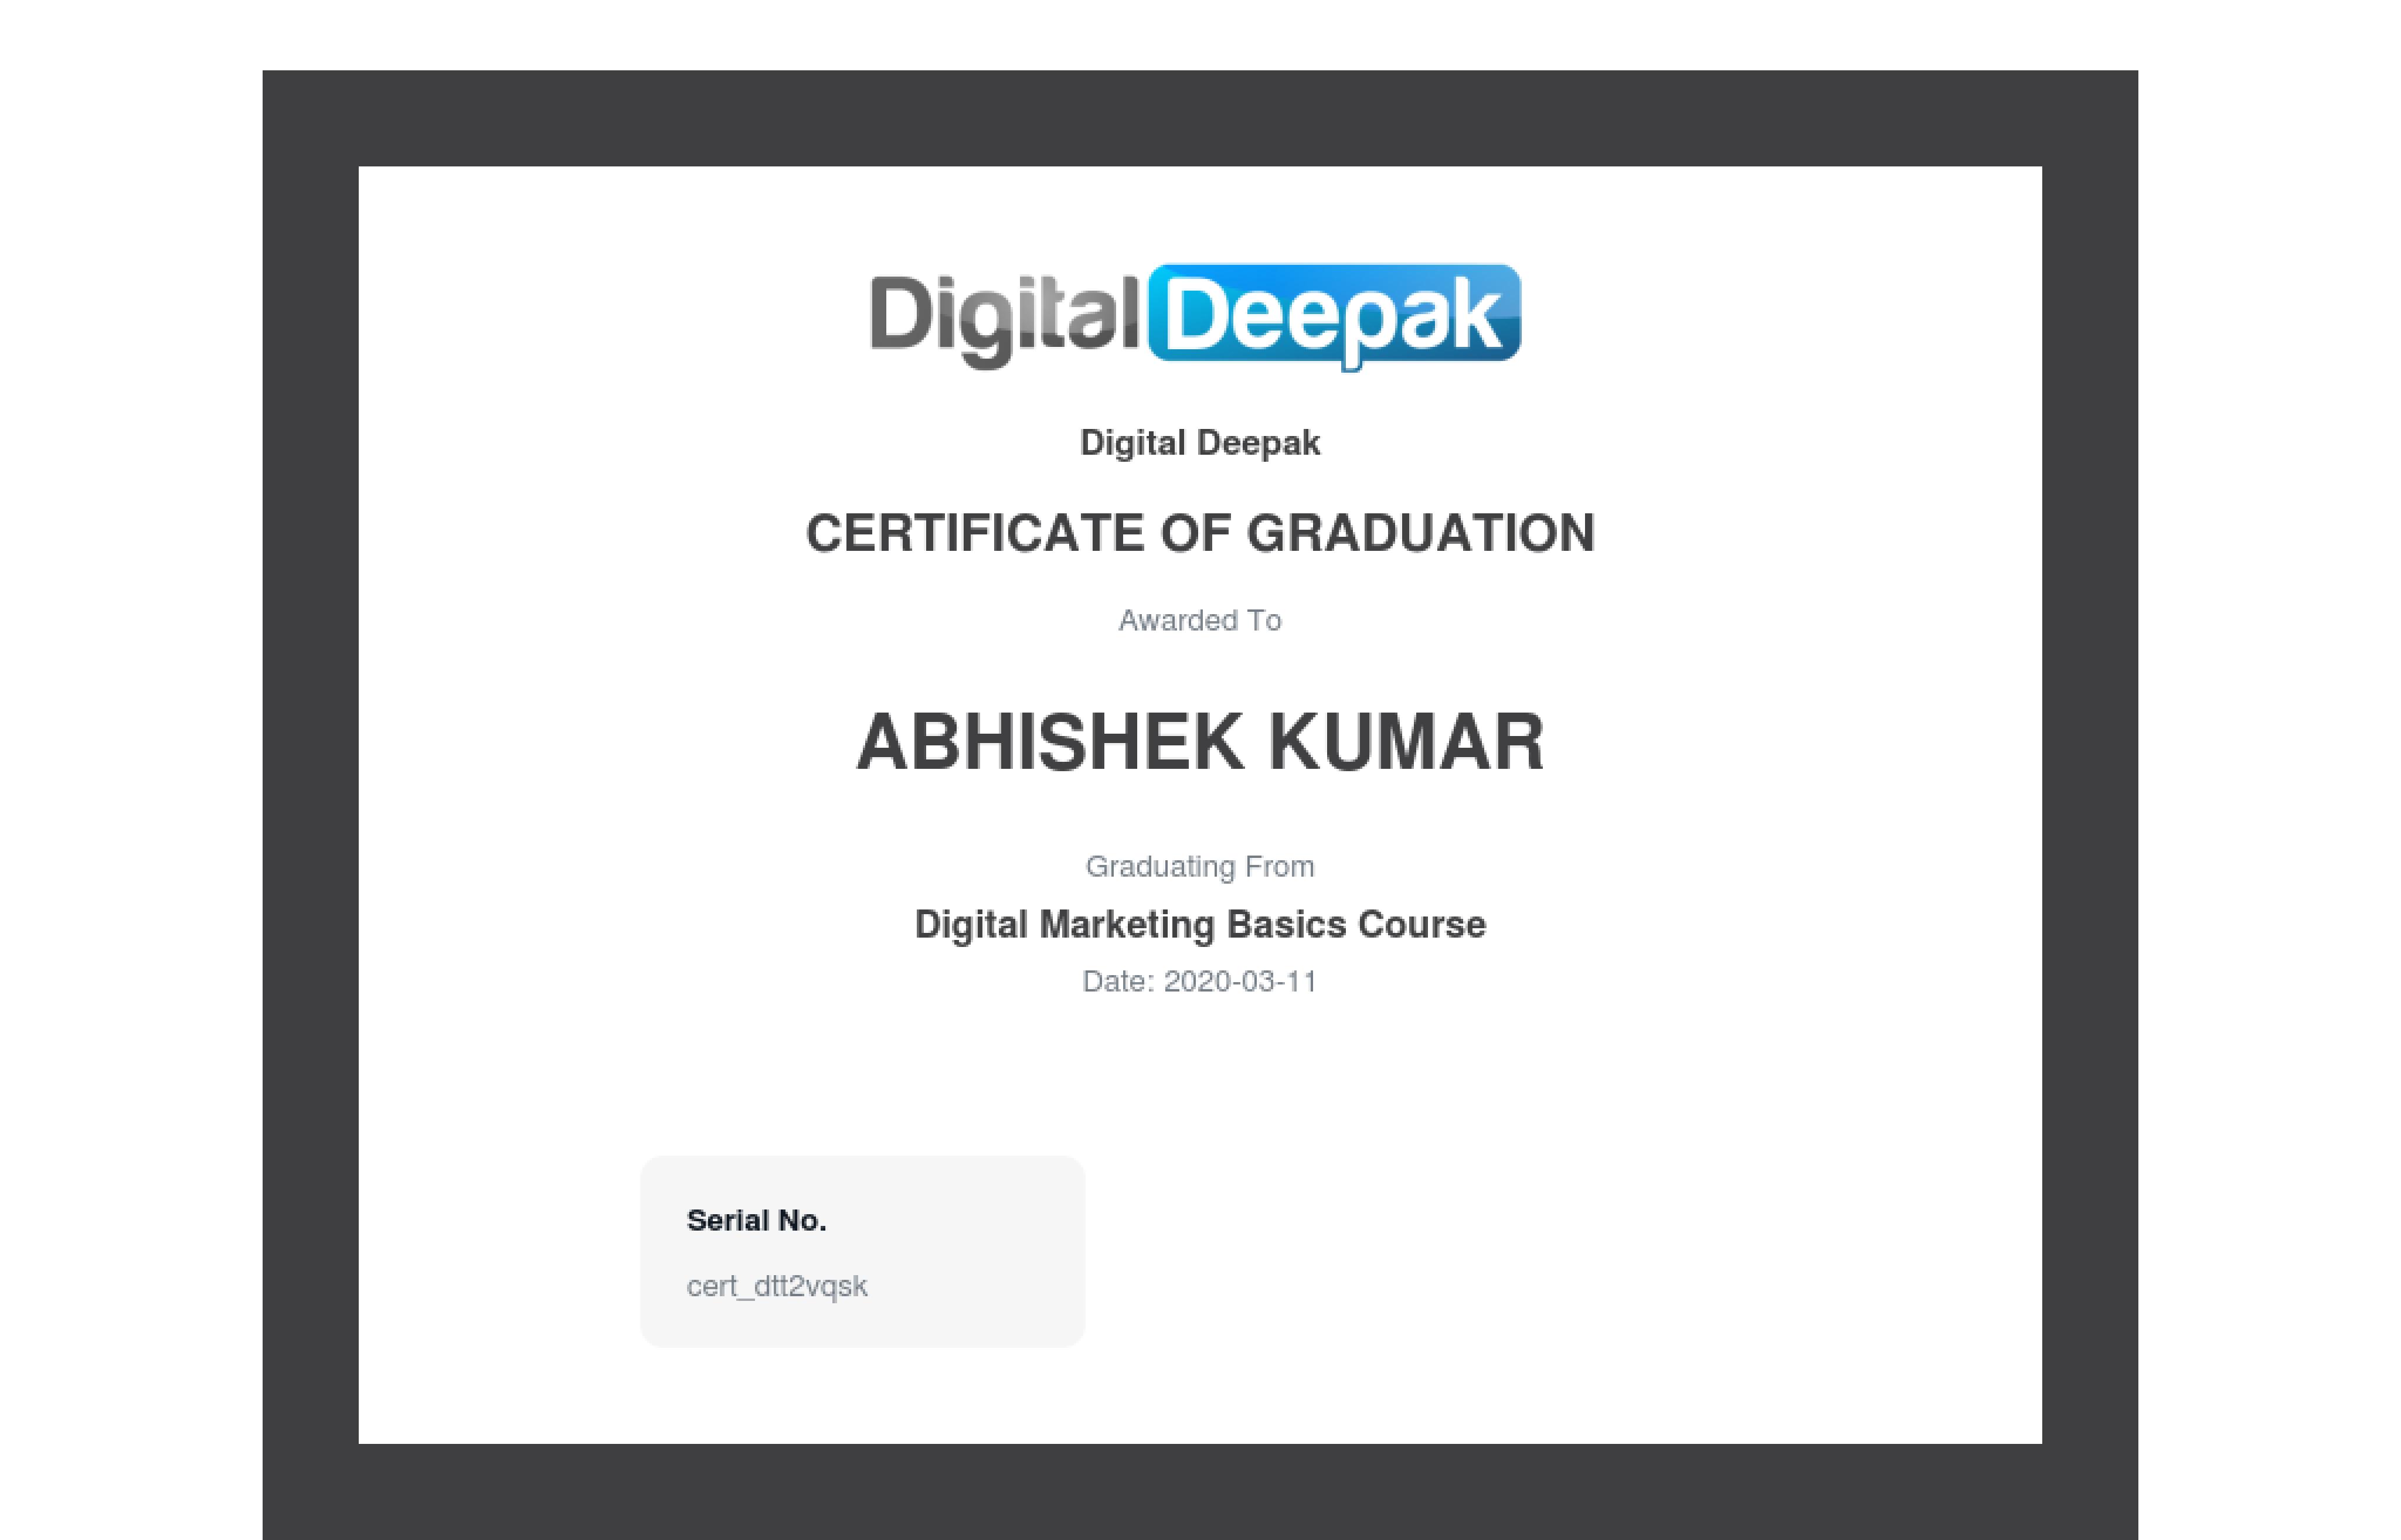 DigitalDeepak
Digital Deepak
CERTIFICATE OF GRADUATION
Awarded To
ABHISHEK KUMAR
Graduating From
Digital Marketing Basics Course
Date: 2020-03-11
Serial No.
cert_dtt2vqsk